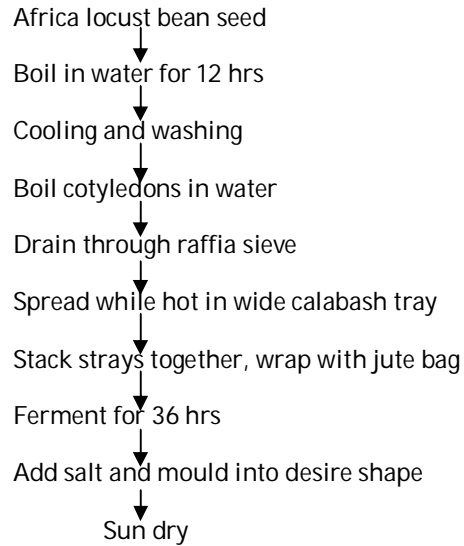 Africa locust bean seed
Boil in water for 12 hrs
Cooling and washing
Boil cotyledons in water
Drain through raffia sieve
Spread while hot in wide calabash tray
Stack strays together, wrap with jute bag
Ferment for 36 hrs
Add salt and mould into desire shape
Sun dry